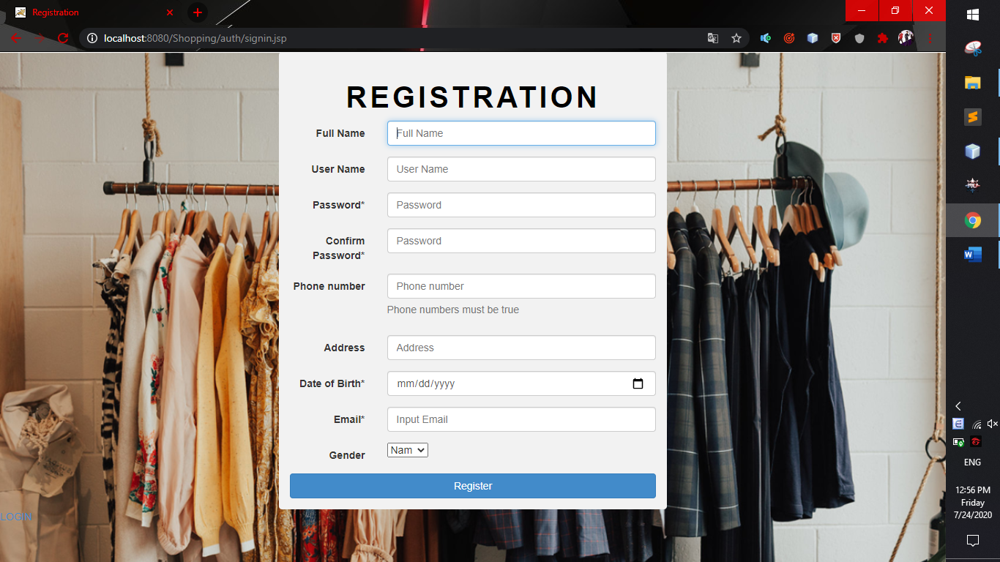 Registration
localhost:8080/Shopping/auth/signin.jsp
REGISTRATION
Full Name
Full Name
User Name
User Name
Password*
Password
Confirm
Password*
Password
Phone number
Phone number
Phone numbers must be true
Address
Address
Date of Birth*
mm/dd/yyyy
Email*
Input Email
Gender
Nam
Register
LOGIN
ENG
12:56 PM
Friday
7/24/2020